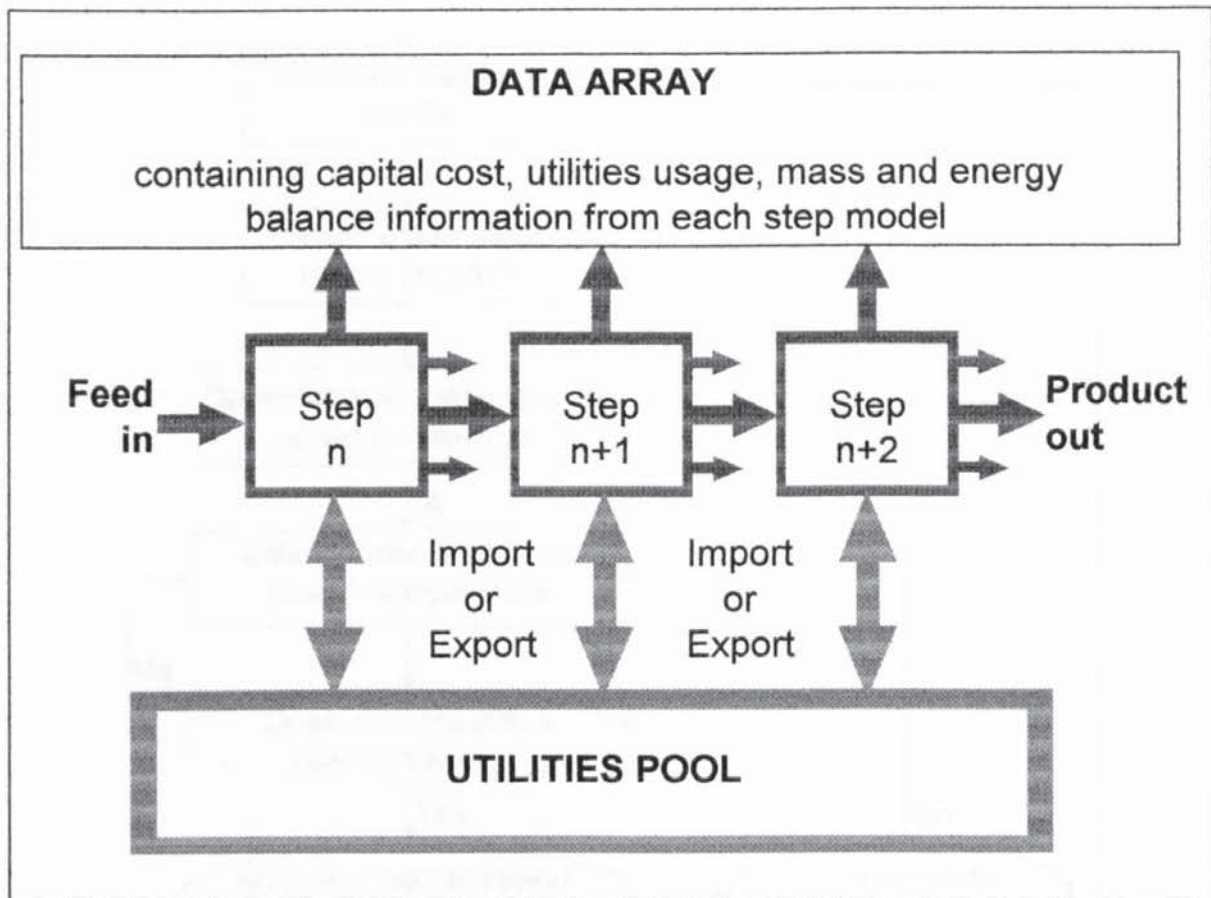 DATA ARRAY
containing capital cost, utilities usage, mass and energy
balance information from each step model
Feed
in
Step
n
Step
n+1
Step
n+2
Product
out
Import
or
Export
Import
or
Export
UTILITIES POOL